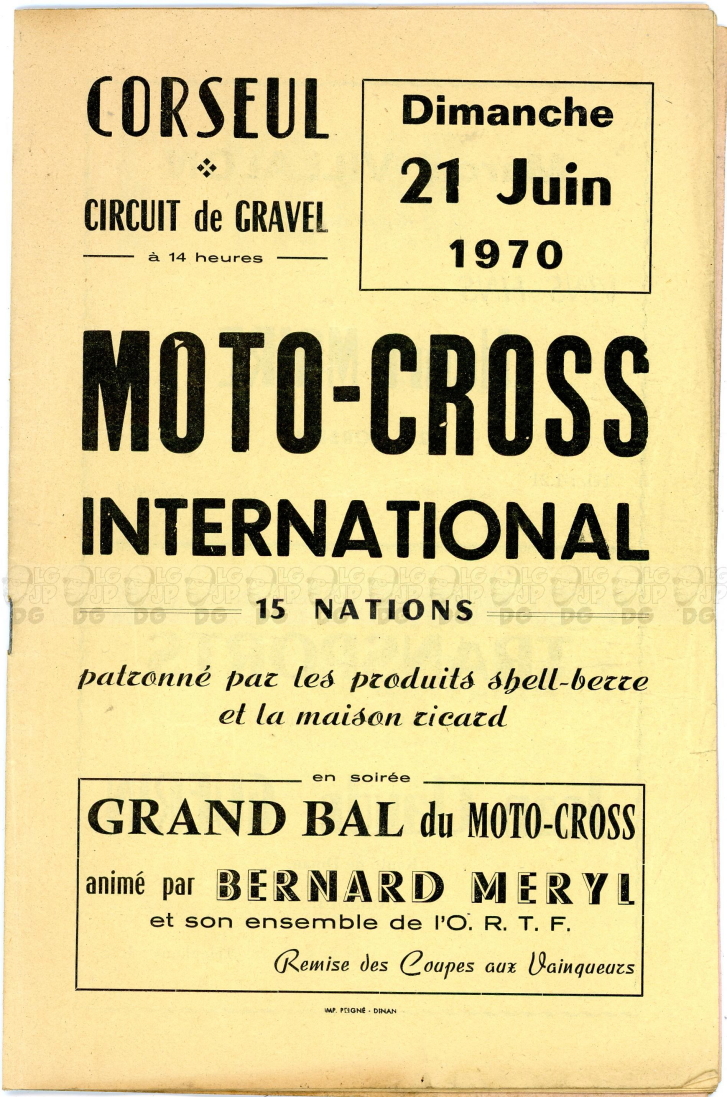 CORSEUL
CIRCUIT de GRAVEL
à 14 heures
Dimanche
21 Juin
1970
MOTO-CROSS
INTERNATIONAL
15 NATIONS
patronné par les produits shell-berre
et la maison ricard
en soirée
GRAND BAL du MOTO-CROSS
animé par BERNARD MERYL
et son ensemble de l'O. R. T. F.
Remise des Coupes aux Vainqueurs
IMP. PEIGNÉ - DINAN